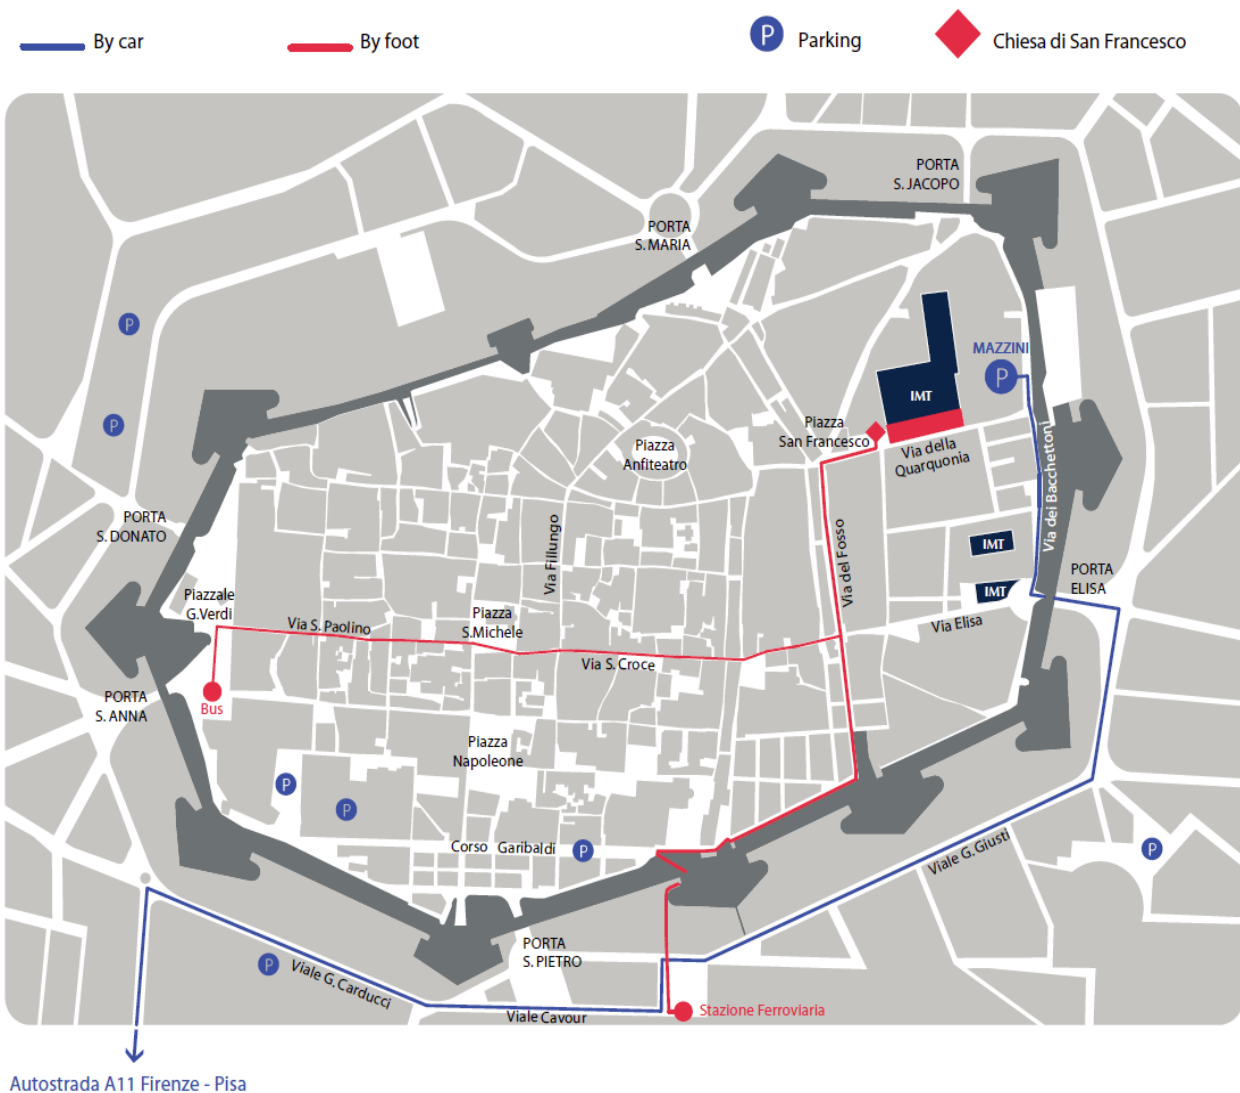 By car
By foot
P
Parking
Chiesa di San Francesco
PORTA
S. JACOPO
PORTA
S. MARIA
P
MAZZINI
P
IMT
P
Piazza
San Francesco
Via della
Quarquonia
Piazza
Anfiteatro
Via dei Bacchettoni
PORTA
S. DONATO
Via Fillungo
Via del Fosso
IMT
PORTA
ELISA
IMT
Piazzale
G.Verdi
Via S. Paolino
Piazza
S.Michele
Via Elisa
Via S. Croce
PORTA
S. ANNA
Bus
Piazza
Napoleone
P
P
Corso Garibaldi
P
Viale G. Giusti
P
PORTA
S. PIETRO
P
Viale G. Carducci
Viale Cavour
Stazione Ferroviaria
Autostrada A11 Firenze - Pisa